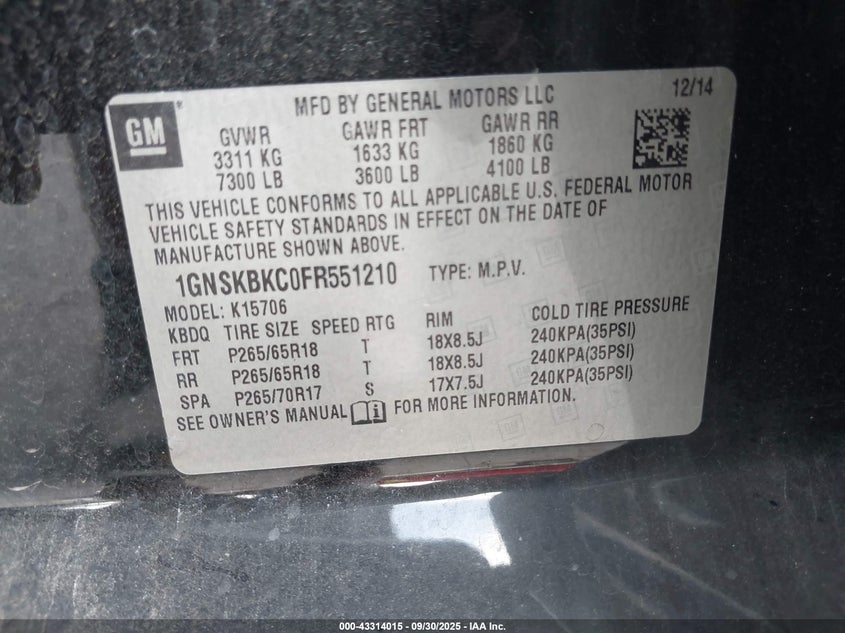 GM
MFD BY GENERAL MOTORS LLC
12/14
GVWR GAWR FRT GAWR RR
3311 KG 1633 KG 1860 KG
7300 LB 3600 LB 4100 LB
THIS VEHICLE CONFORMS TO ALL APPLICABLE U.S. FEDERAL MOTOR
VEHICLE SAFETY STANDARDS IN EFFECT ON THE DATE OF
MANUFACTURE SHOWN ABOVE.
1GNSKBKC0FR551210 TYPE: M.P.V.
MODEL: K15706
KBDQ TIRE SIZE SPEED RTG RIM COLD TIRE PRESSURE
FRT P265/65R18 T 18X8.5J 240KPA(35PSI)
RR P265/65R18 T 18X8.5J 240KPA(35PSI)
SPA P265/70R17 S 17X7.5J 240KPA(35PSI)
SEE OWNER'S MANUAL FOR MORE INFORMATION.
000-43314015 - 09/30/2025 - IAA Inc.